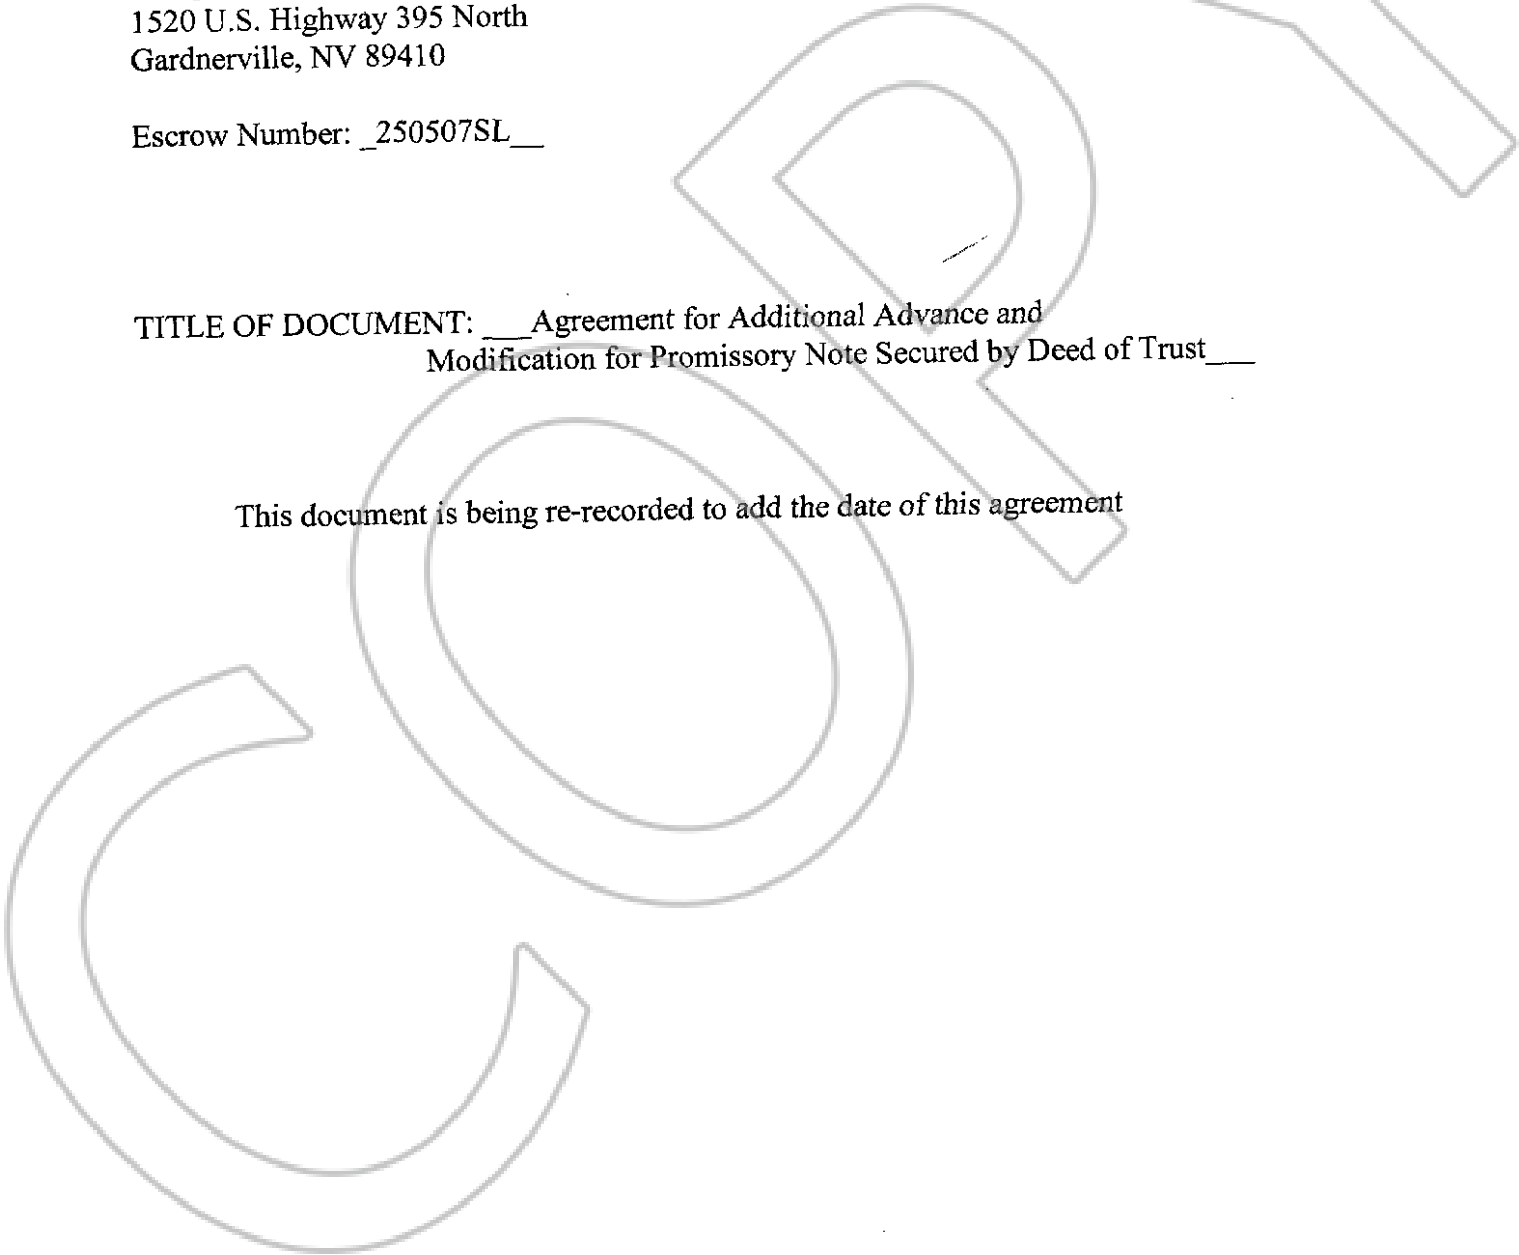 1520 U.S. Highway 395 North
Gardnerville, NV 89410
Escrow Number: _250507SL__
TITLE OF DOCUMENT: ___Agreement for Additional Advance and
Modification for Promissory Note Secured by Deed of Trust___
This document is being re-recorded to add the date of this agreement
COPY